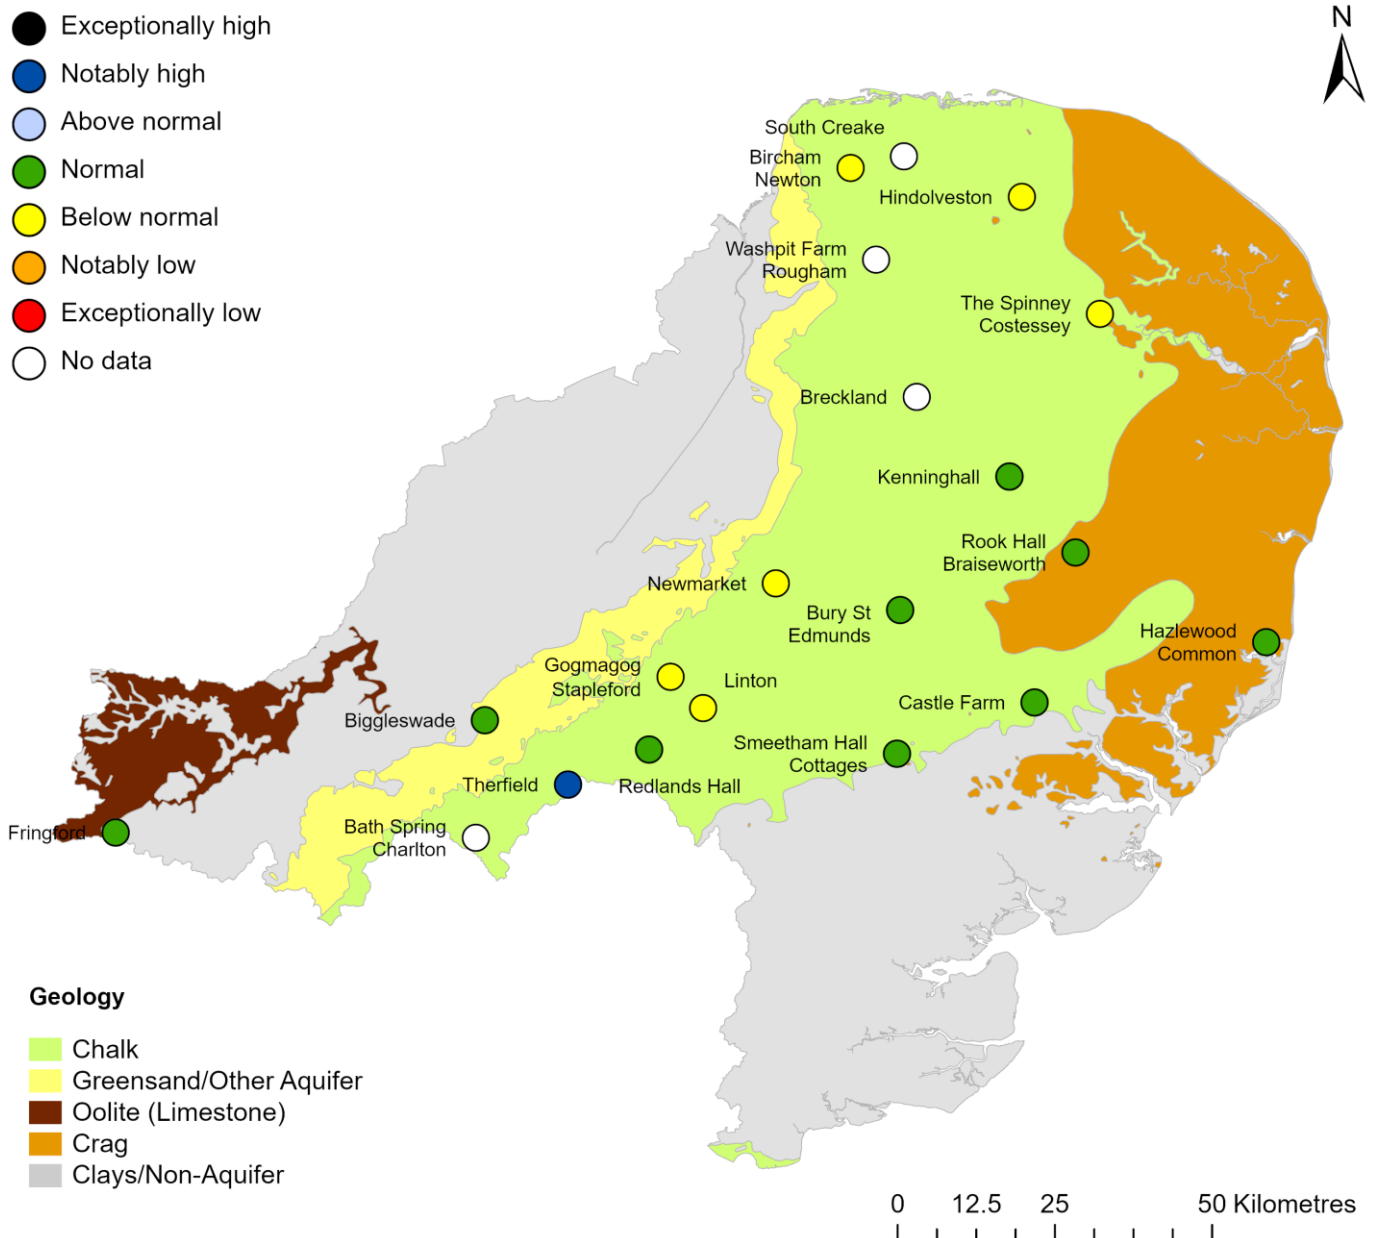 Exceptionally high
Notably high
Above normal
Normal
Below normal
Notably low
Exceptionally low
No data
N
South Creake
Bircham
Newton
Hindolveston
Washpit Farm
Rougham
The Spinney
Costessey
Breckland
Kenninghall
Rook Hall
Braiseworth
Newmarket
Bury St
Edmunds
Hazlewood
Common
Gogmagog
Stapleford
Linton
Castle Farm
Biggleswade
Smeetham Hall
Cottages
Therfield
Redlands Hall
Fringford
Bath Spring
Charlton
Geology
Chalk
Greensand/Other Aquifer
Oolite (Limestone)
Crag
Clays/Non-Aquifer
0 12.5 25 50 Kilometres